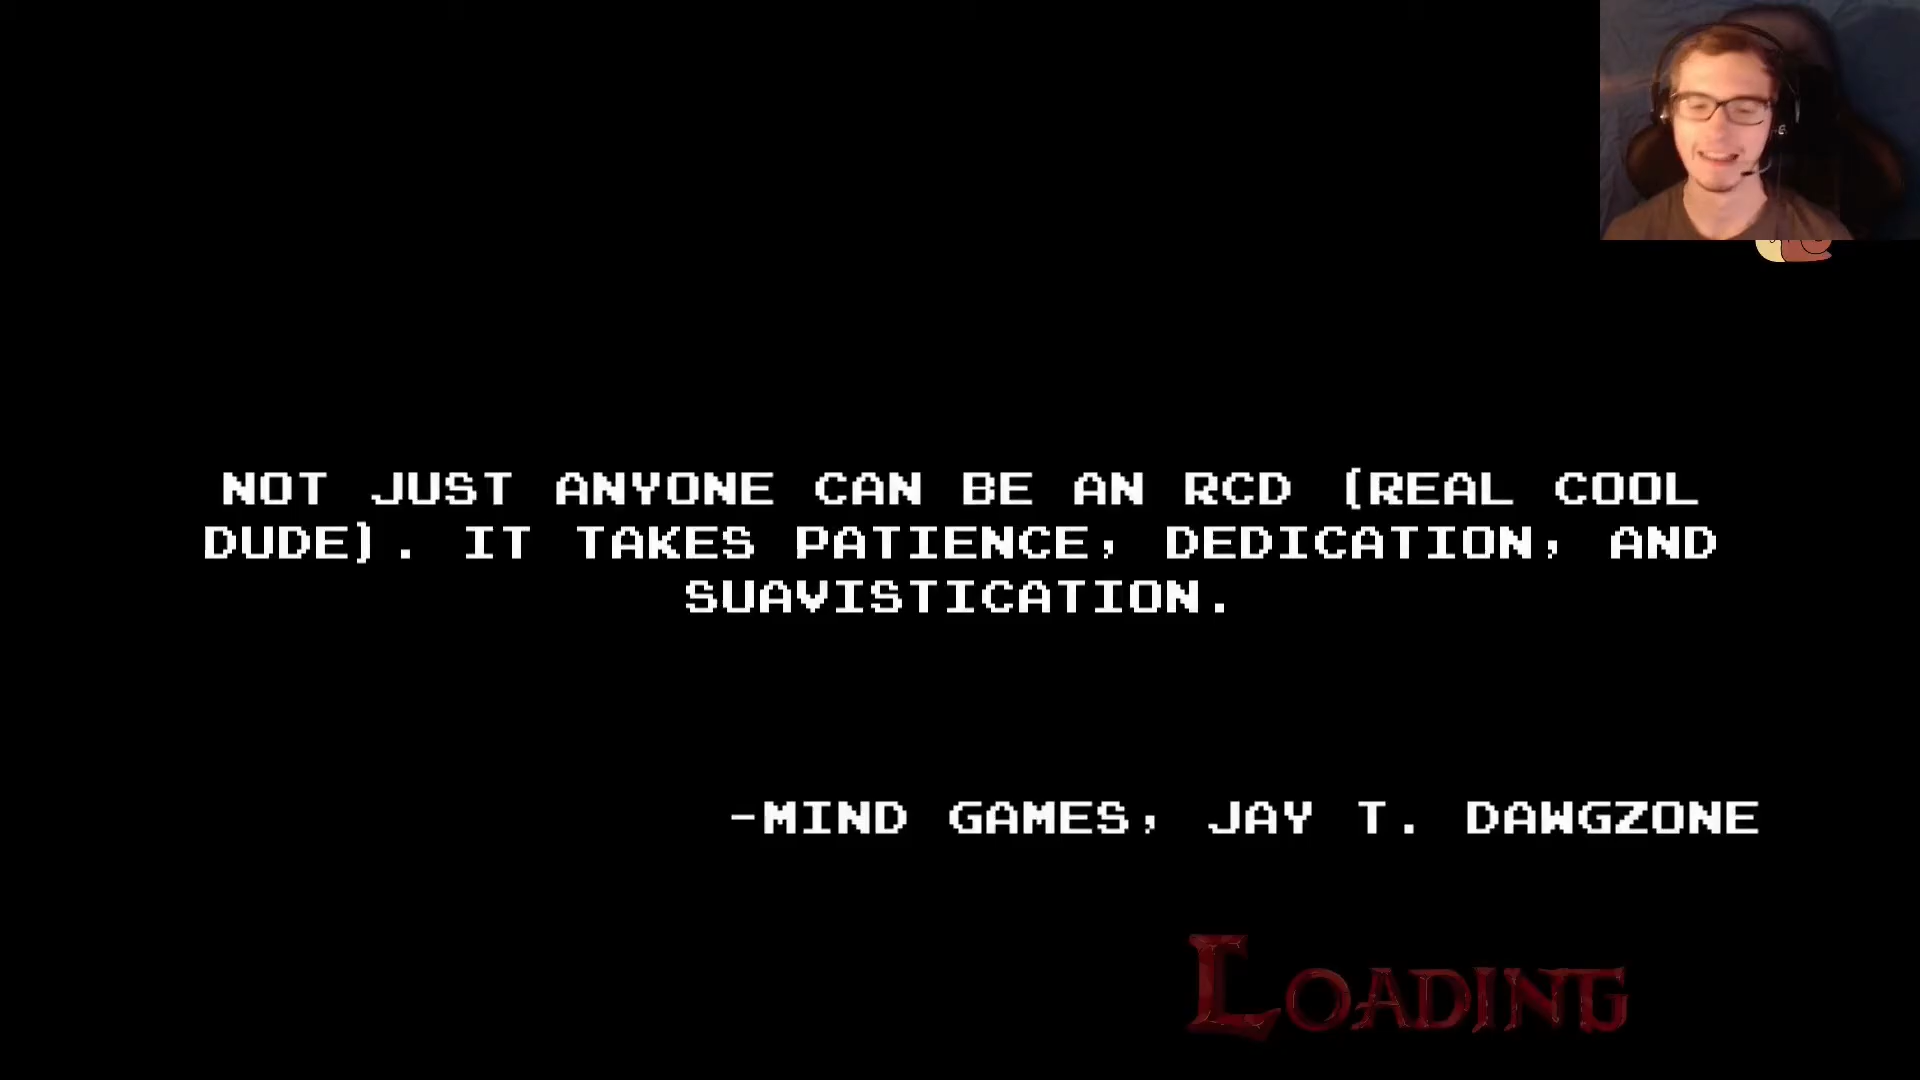 NOT JUST ANYONE CAN BE AN RCD (REAL COOL
DUDE). IT TAKES PATIENCE, DEDICATION, AND
SUAVISTICATION.
-MIND GAMES, JAY T. DAWGZONE
LOADING